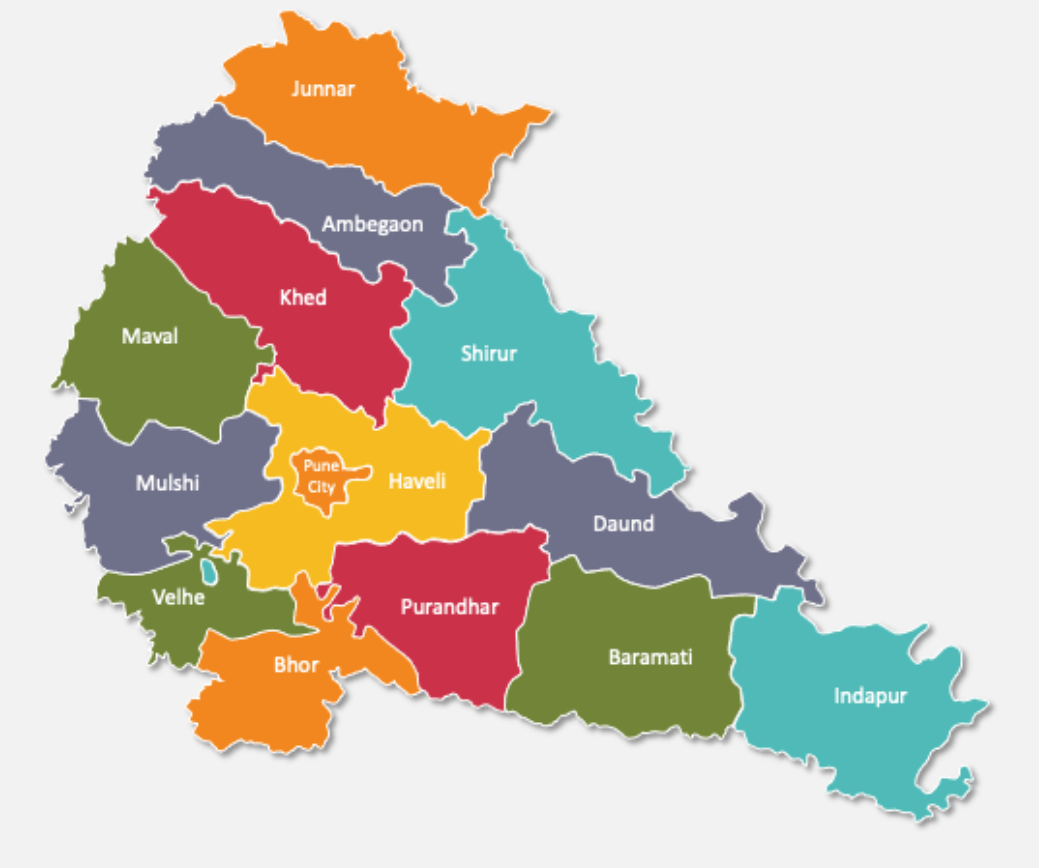 Junnar
Ambegaon
Khed
Maval
Shirur
Pune
City
Haveli
Mulshi
Daund
Velhe
Purandhar
Bhor
Baramati
Indapur